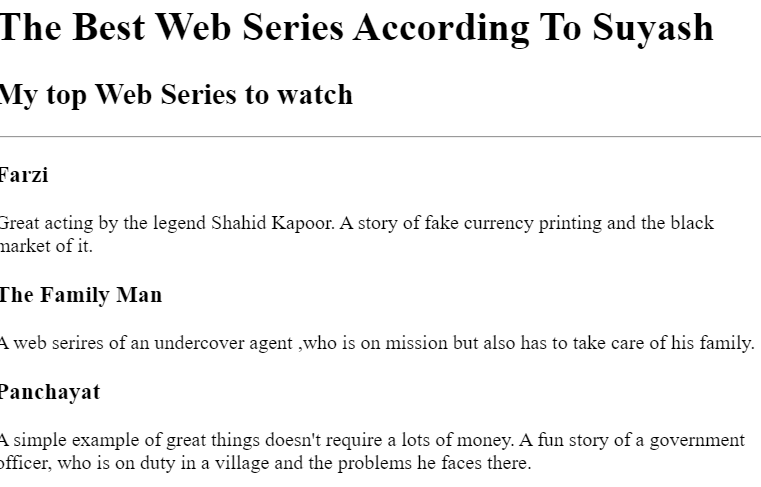 The Best Web Series According To Suyash
My top Web Series to watch
Farzi
Great acting by the legend Shahid Kapoor. A story of fake currency printing and the black
market of it.
The Family Man
A web serires of an undercover agent ,who is on mission but also has to take care of his family.
Panchayat
A simple example of great things doesn't require a lots of money. A fun story of a government
officer, who is on duty in a village and the problems he faces there.